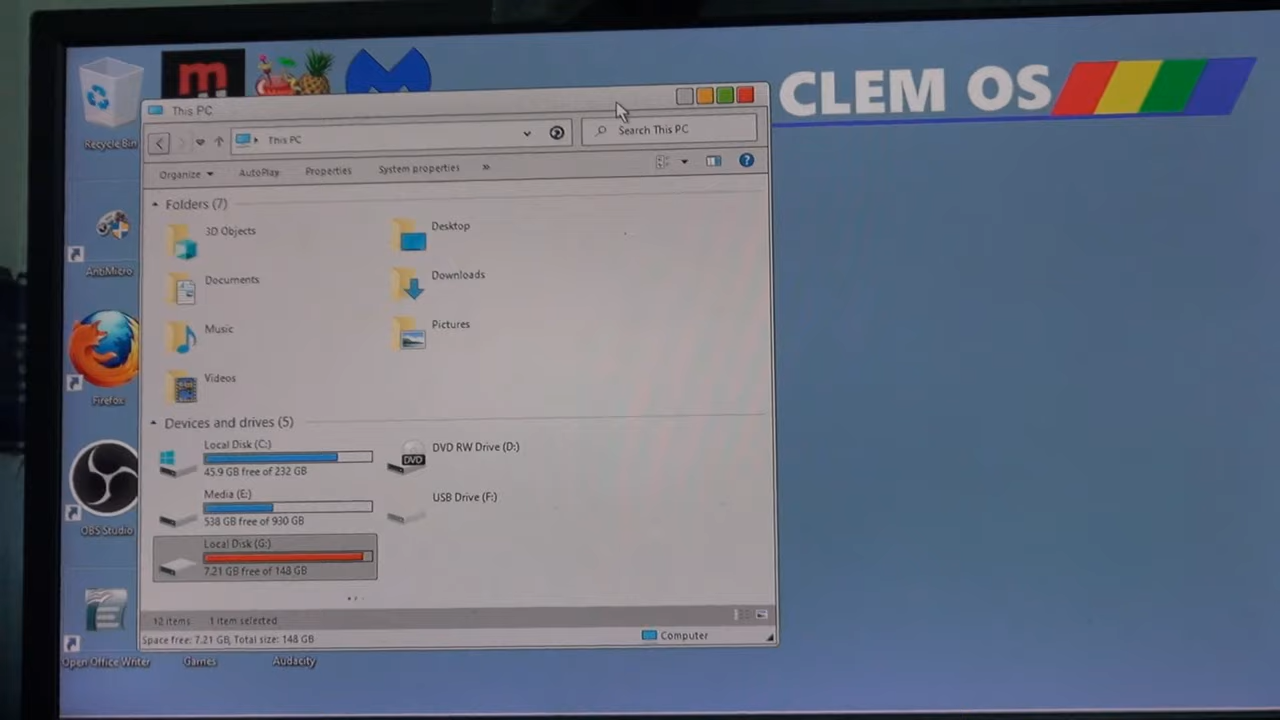 m
CLEM OS
Recycle Bin
This PC
This PC
Search This PC
Organize
AutoPlay
Properties
System properties
»
?
Folders (7)
3D Objects
Desktop
AntiMicro
Documents
Downloads
Music
Pictures
Videos
Firefox
Devices and drives (5)
Local Disk (C:)
45.9 GB free of 232 GB
DVD RW Drive (D:)
DVD
Media (E:)
538 GB free of 930 GB
USB Drive (F:)
OBS Studio
Local Disk (G:)
7.21 GB free of 148 GB
12 items
1 item selected
Space free: 7.21 GB, Total size: 148 GB
Computer
Open Office Writer
Games
Audacity